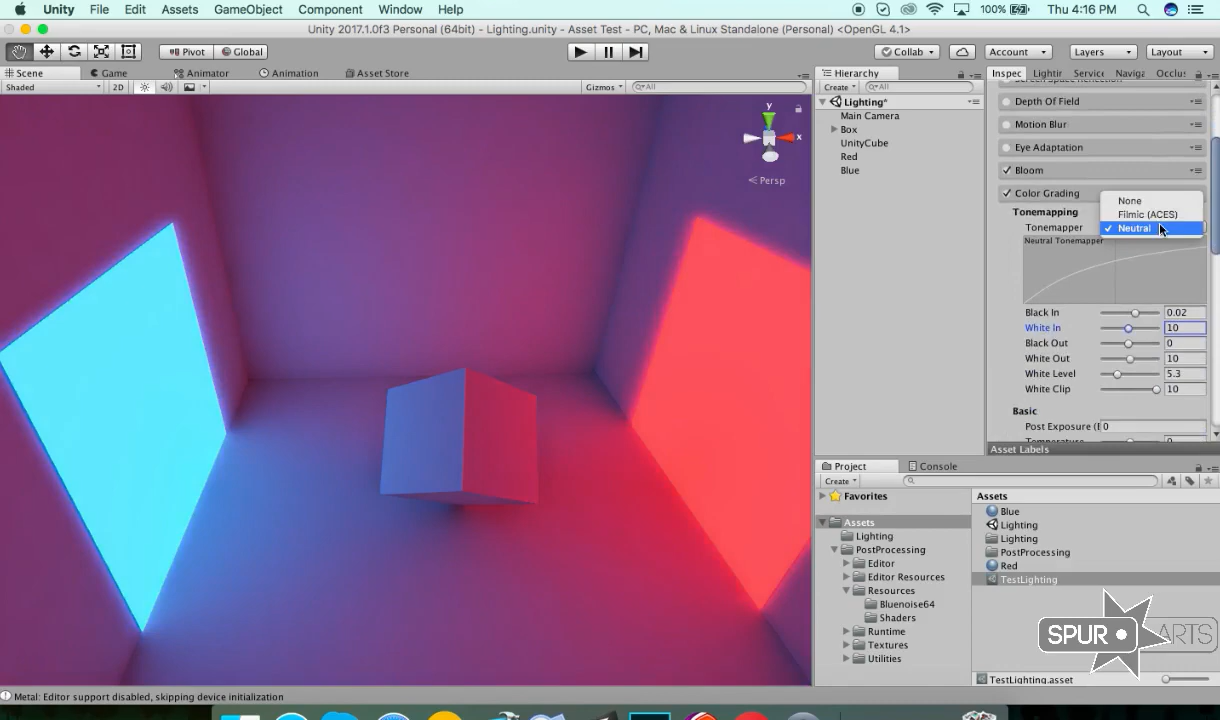 Unity File Edit Assets GameObject Component Window Help 100% Thu 4:16 PM
Unity 2017.1.0f3 Personal (64bit) - Lighting.unity - Asset Test - PC, Mac & Linux Standalone (Personal) <OpenGL 4.1>
Pivot Global Collab Account Layers Layout
Scene Game Animator Animation Asset Store
Shaded 2D Gizmos All
y
x
Persp
Hierarchy
Create All
Lighting*
Main Camera
Box
UnityCube
Red
Blue
Inspec Lightin Service Naviga Occlus
Screen Space Reflection
Depth Of Field
Motion Blur
Eye Adaptation
Bloom
Color Grading
None
Filmic (ACES)
Neutral
Tonemapping
Tonemapper
Neutral Tonemapper
Black In 0.02
White In 10
Black Out 0
White Out 10
White Level 5.3
White Clip 10
Basic
Post Exposure (E 0
Temperature 0
Asset Labels
Project Console
Create
Favorites
Assets
Lighting
PostProcessing
Editor
Editor Resources
Resources
Bluenoise64
Shaders
Runtime
Textures
Utilities
Assets
Blue
Lighting
Lighting
PostProcessing
Red
TestLighting
SPUR ARTS
TestLighting.asset
Metal: Editor support disabled, skipping device initialization